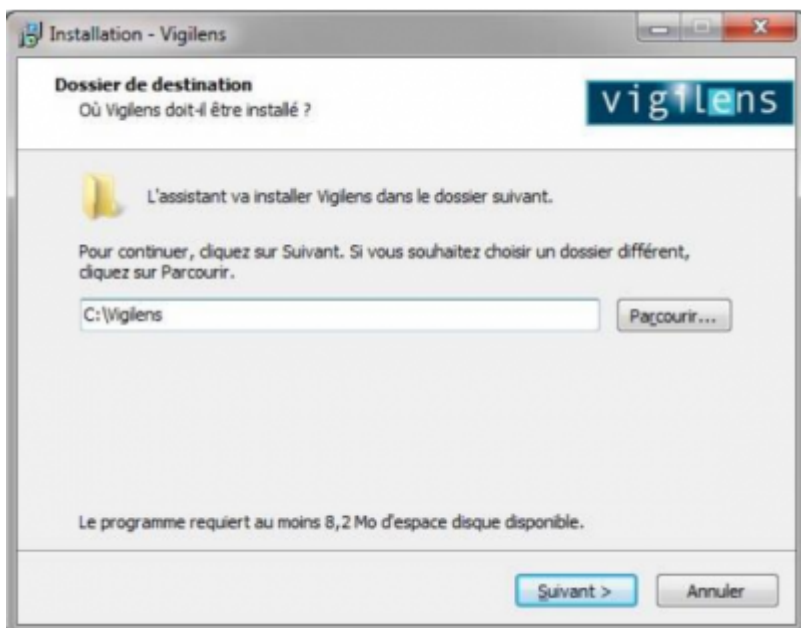 Installation - Vigilens
Dossier de destination
Où Vigilens doit-il être installé ?
vigilens
L'assistant va installer Vigilens dans le dossier suivant.
Pour continuer, cliquez sur Suivant. Si vous souhaitez choisir un dossier différent,
cliquez sur Parcourir.
C:\Vigilens
Parcourir...
Le programme requiert au moins 8,2 Mo d'espace disque disponible.
Suivant >
Annuler